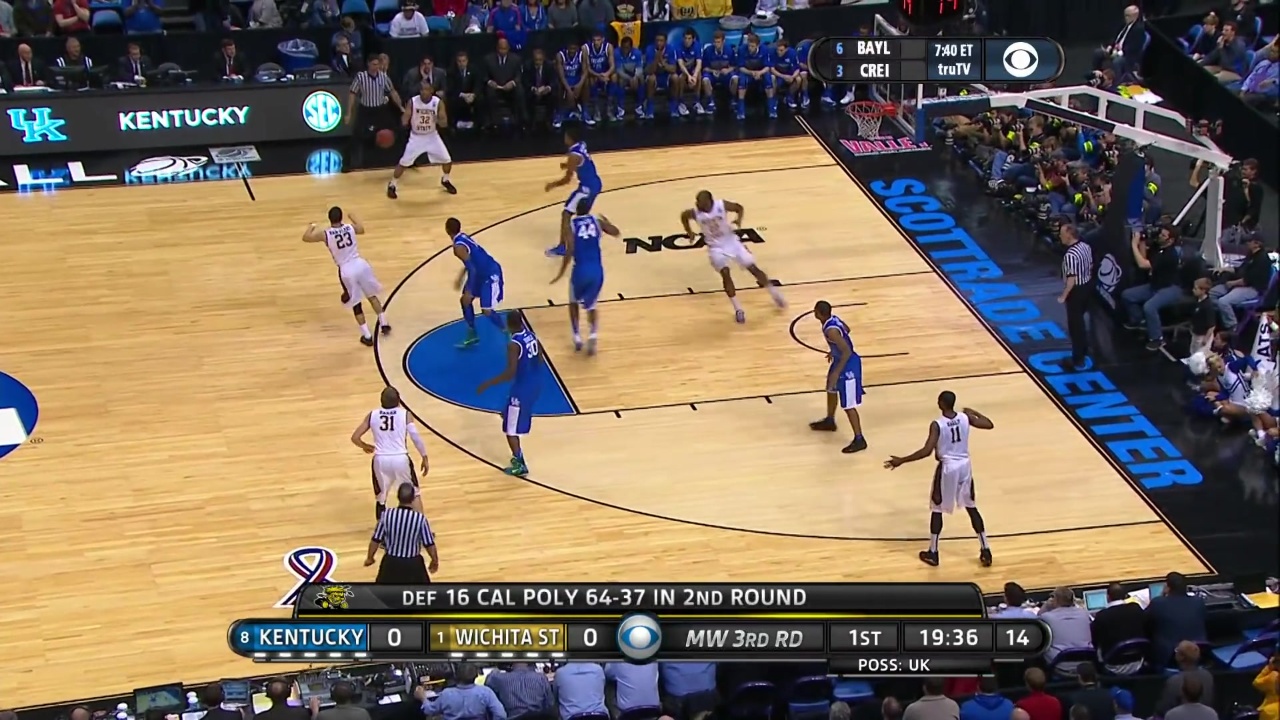 6 BAYL
3 CREI
7:40 ET
truTV
UK KENTUCKY SEC
32
23
44
NCAA
30
31
11
SCOTTRADE CENTER
DEF 16 CAL POLY 64-37 IN 2ND ROUND
8 KENTUCKY 0 1 WICHITA ST 0 MW 3RD RD 1ST 19:36 14
POSS: UK